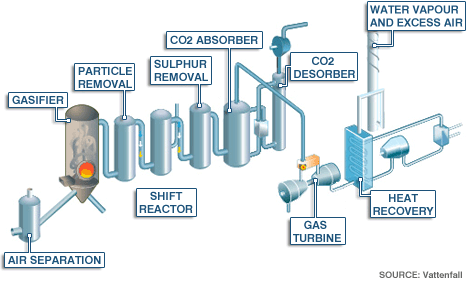 WATER VAPOUR
AND EXCESS AIR
CO2 ABSORBER
SULPHUR
REMOVAL
CO2
DESORBER
PARTICLE
REMOVAL
GASIFIER
SHIFT
REACTOR
HEAT
RECOVERY
GAS
TURBINE
AIR SEPARATION
SOURCE: Vattenfall